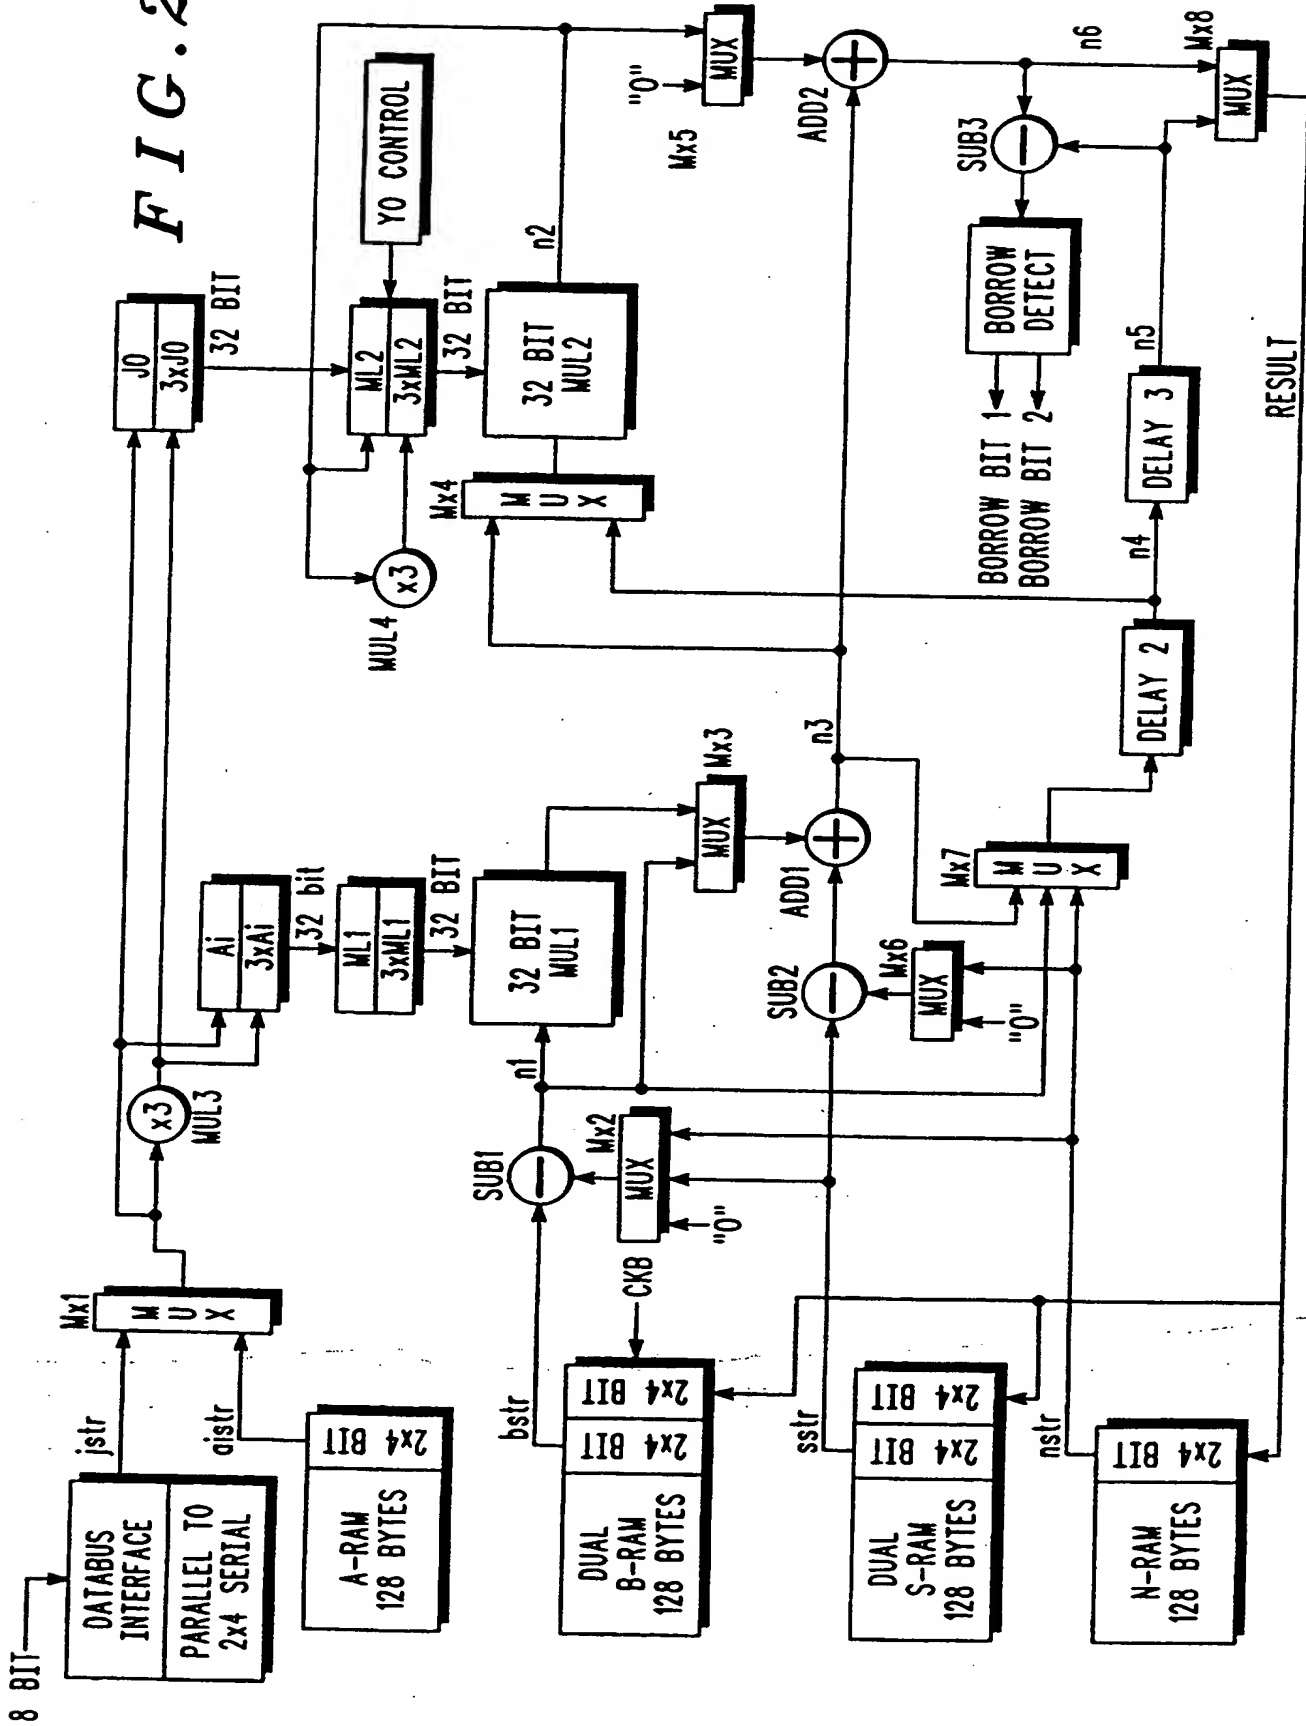 FIG. 2
8 BIT
DATABUS
INTERFACE
PARALLEL TO
2x4 SERIAL
jstr
aistr
A-RAM
128 BYTES
2x4 BIT
Mx1
MUX
x3
MUL3
Ai
3xAi
32 bit
ML1
3xML1
32 BIT
32 BIT
MUL1
J0
3xJ0
32 BIT
YO CONTROL
ML2
3xML2
32 BIT
32 BIT
MUL2
x3
MUL4
Mx4
MUX
n2
"0"
MUX
Mx5
ADD2
n6
Mx8
MUX
SUB3
BORROW
DETECT
BORROW BIT 1
BORROW BIT 2
n5
DELAY 3
n4
DELAY 2
RESULT
DUAL
B-RAM
128 BYTES
2x4 BIT
2x4 BIT
bstr
CKB
SUB1
n1
Mx2
MUX
"0"
MUX
Mx3
ADD1
n3
SUB2
Mx6
MUX
"0"
Mx7
MUX
DUAL
S-RAM
128 BYTES
2x4 BIT
2x4 BIT
sstr
N-RAM
128 BYTES
2x4 BIT
nstr